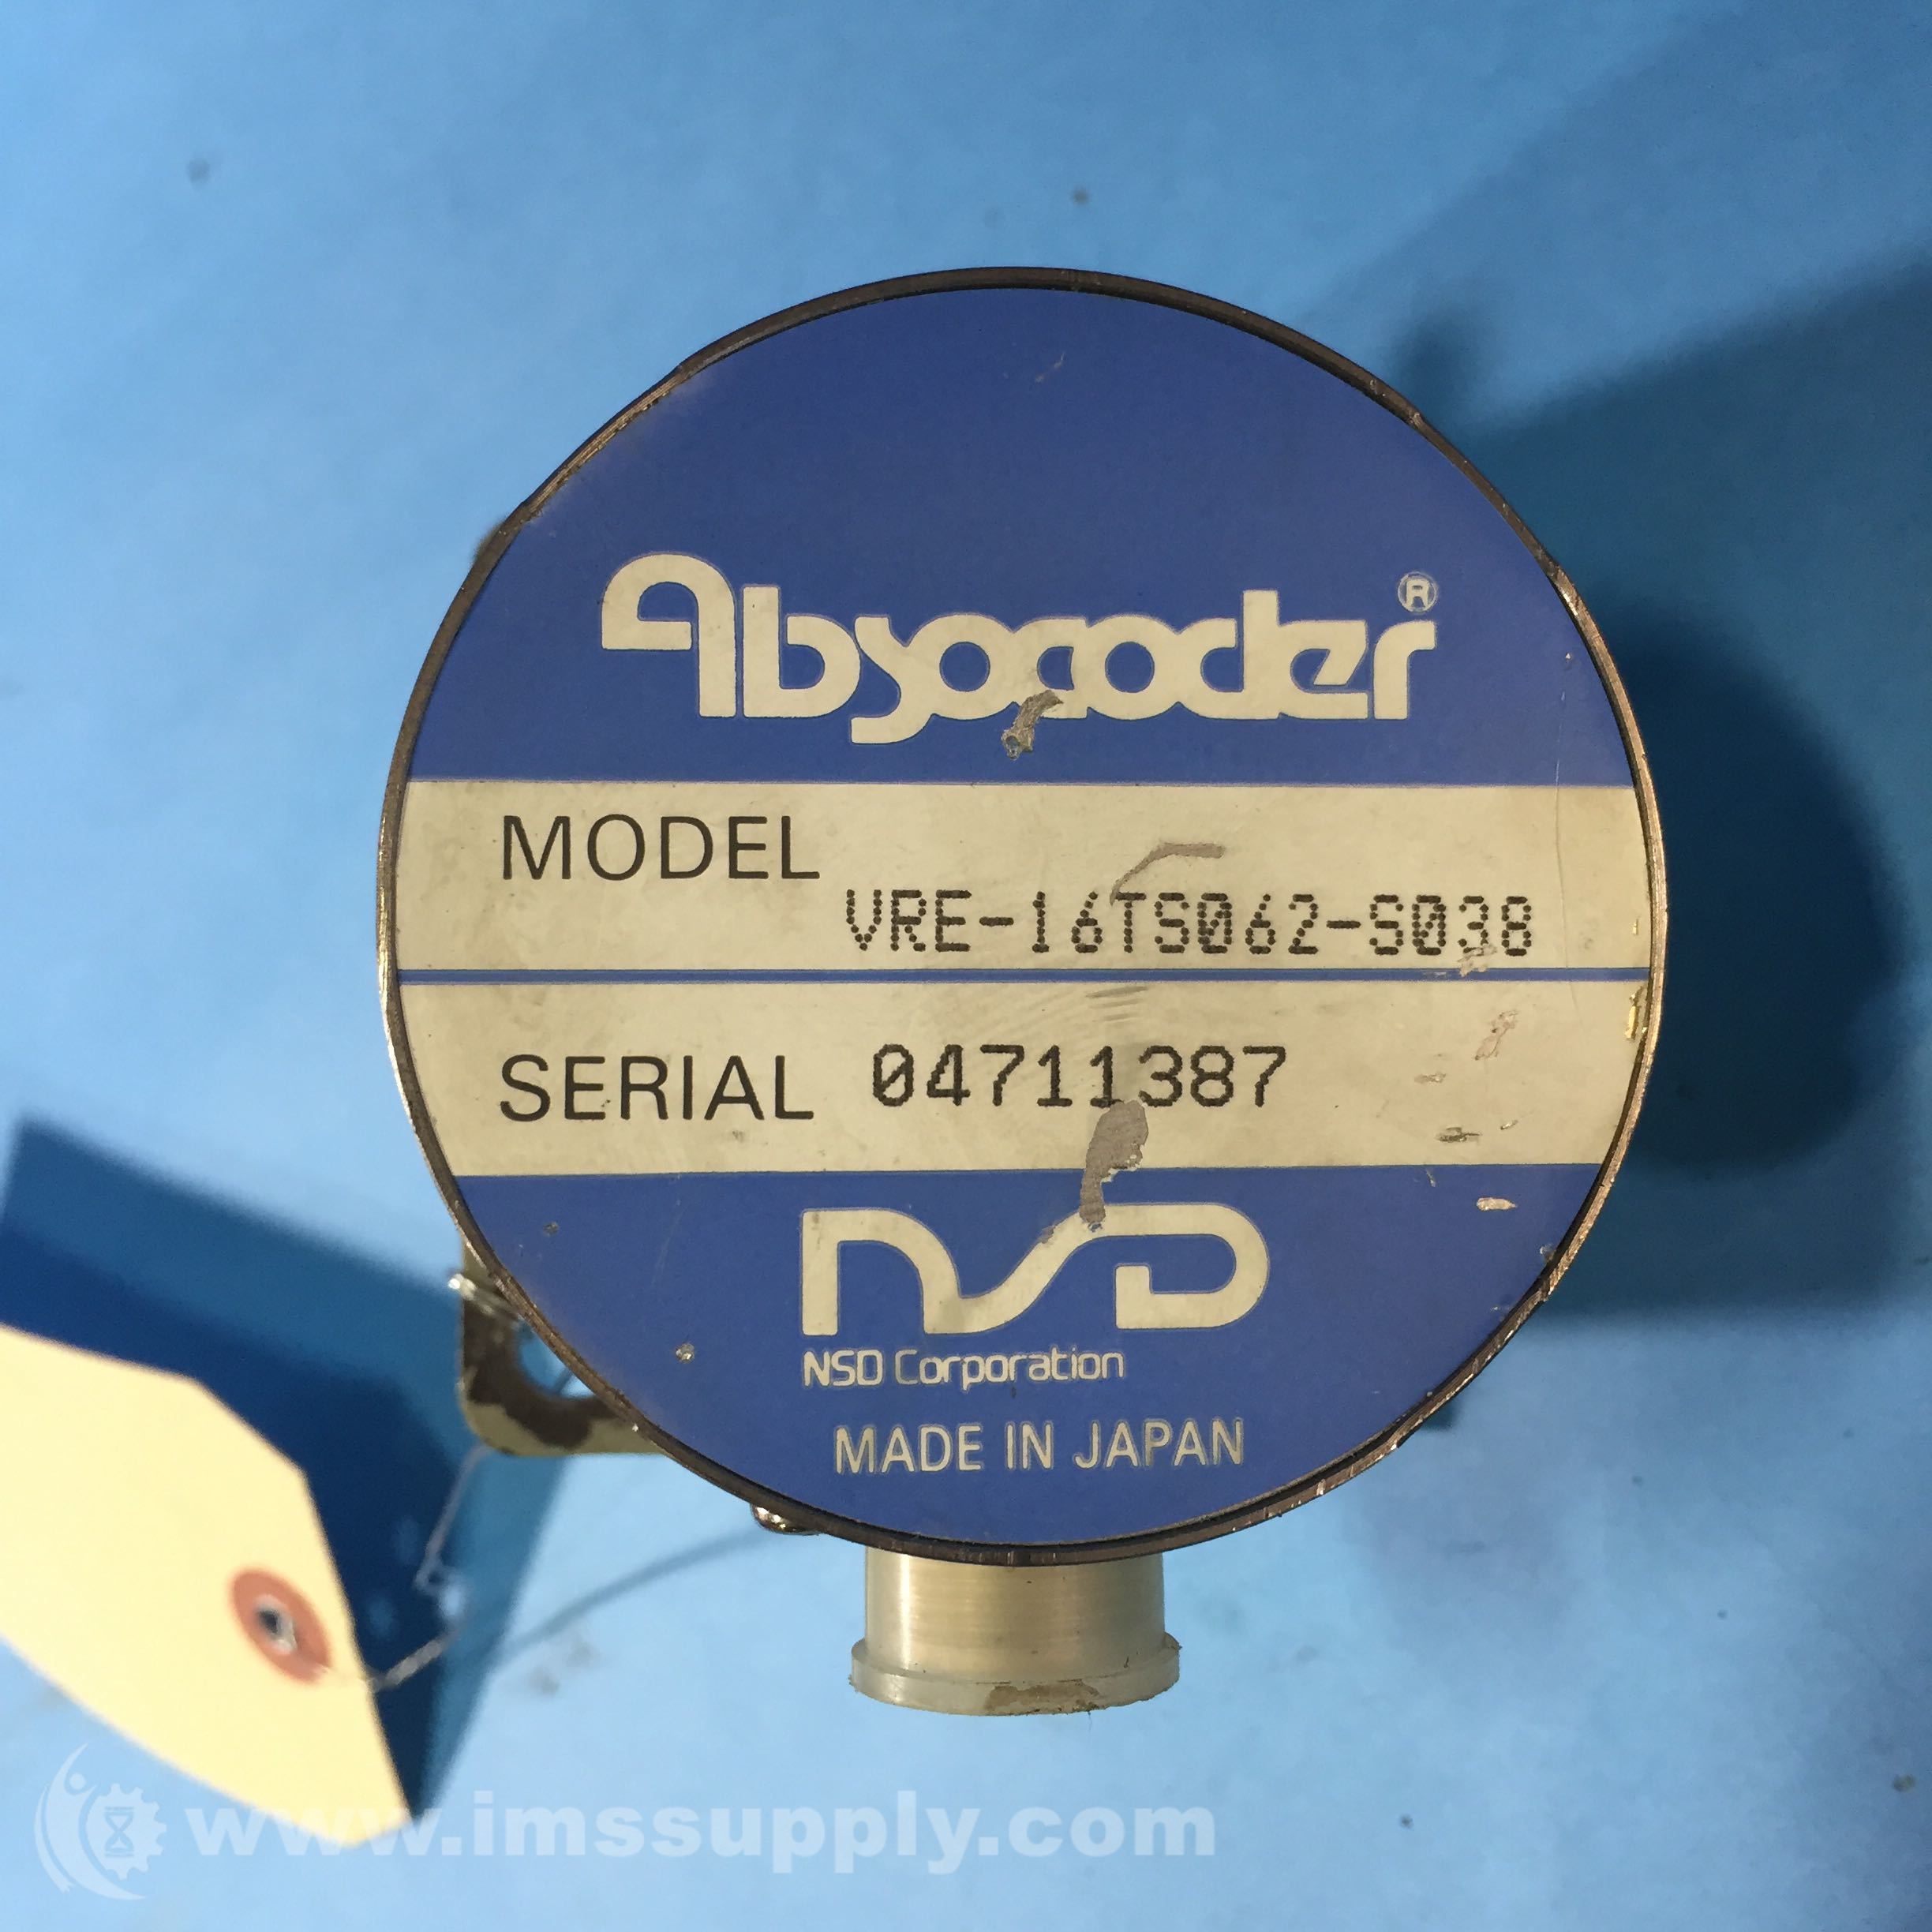 Absocoder®
MODEL VRE-16TS062-S038
SERIAL 04711387
NSD
NSD Corporation
MADE IN JAPAN
www.imssupply.com